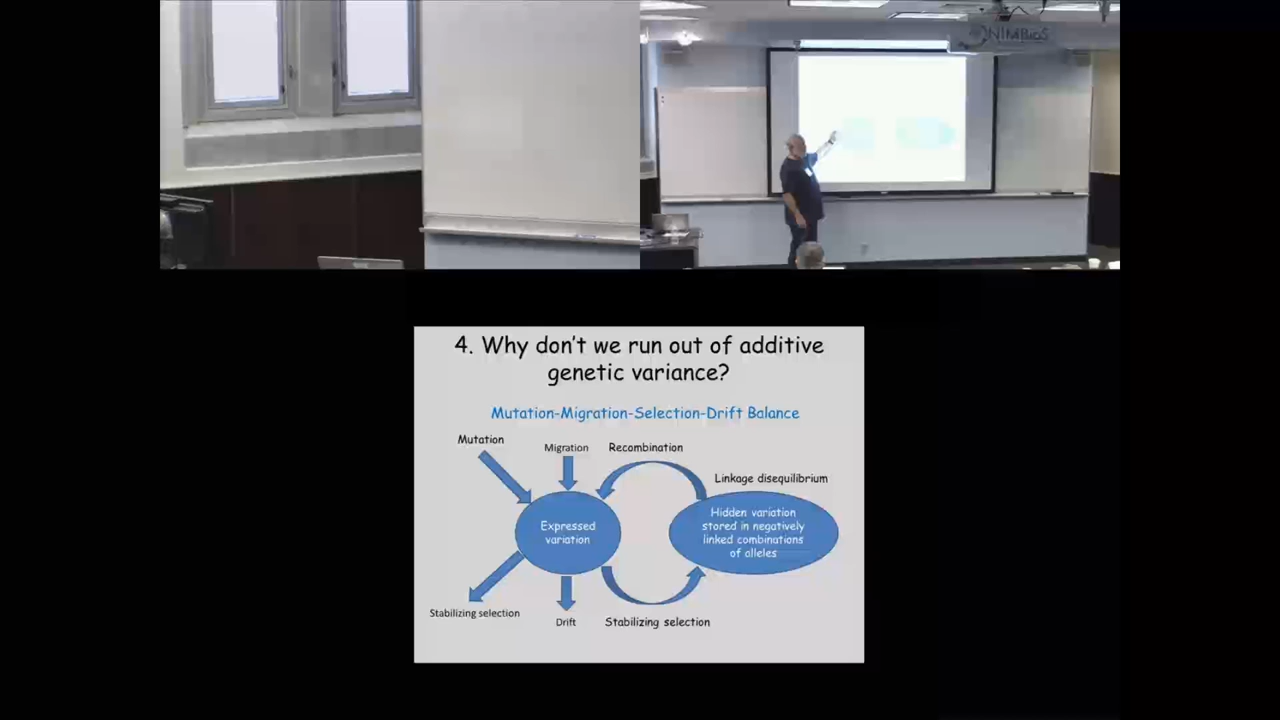 NIMBioS
4. Why don't we run out of additive
genetic variance?
Mutation-Migration-Selection-Drift Balance
Mutation
Migration
Recombination
Linkage disequilibrium
Expressed
variation
Hidden variation
stored in negatively
linked combinations
of alleles
Stabilizing selection
Drift
Stabilizing selection